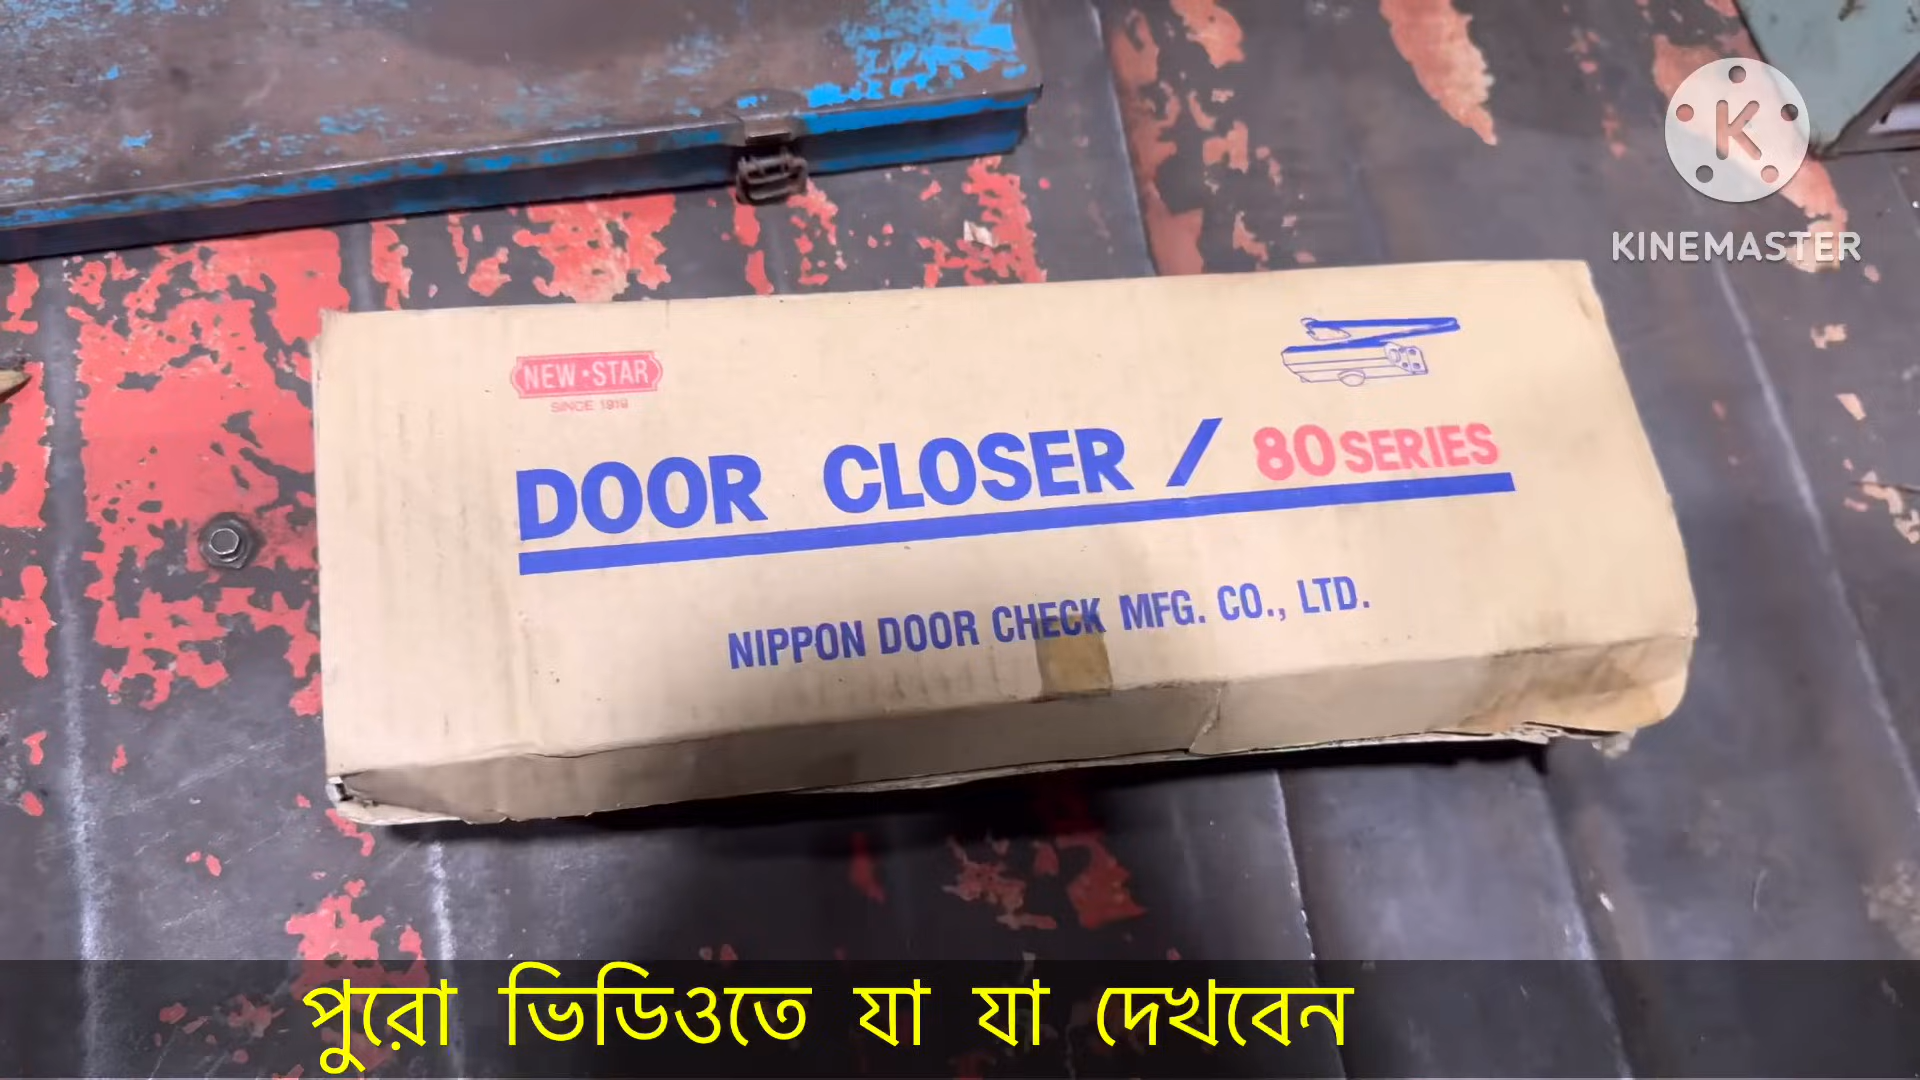 K
KINEMASTER
NEW・STAR
SINCE 1919
DOOR CLOSER / 80 SERIES
NIPPON DOOR CHECK MFG. CO., LTD.
পুরো ভিডিওতে যা যা দেখবেন